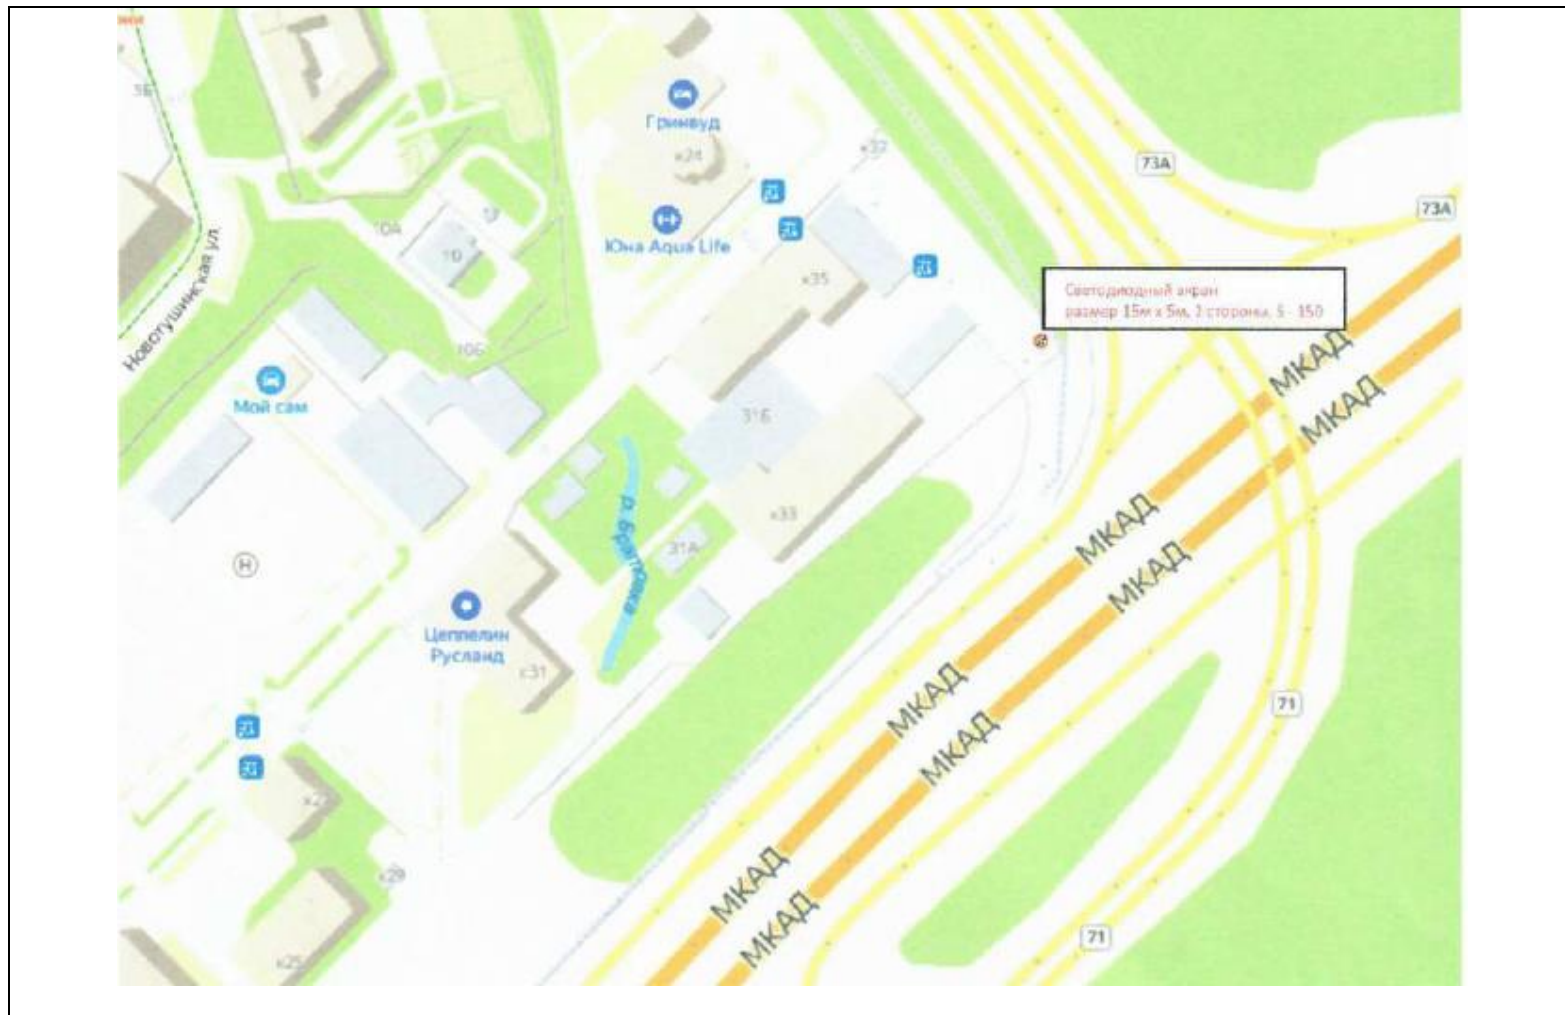 Гринвуд
к24
к37
73А
73А
10А
10
Юна Aqua Life
к35
Светодиодный экран
размер 15м х 5м, 2 стороны, S - 150
Новотушинская ул.
10Б
Мой сам
31Б
МКАД
МКАД
к33
МКАД
МКАД
31А
р. Братовка
Н
Цеппелин
Русланд
к31
МКАД
МКАД
71
к27
к29
МКАД
МКАД
к25
71